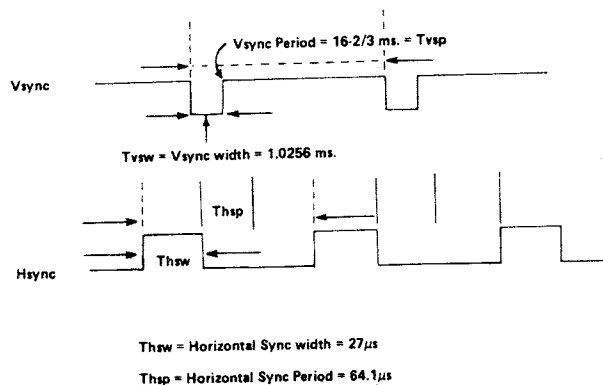 Vsync Period = 16-2/3 ms. = Tvsp
Vsync
Tvsw = Vsync width = 1.0256 ms.
Thsp
Thsw
Hsync
Thsw = Horizontal Sync width = 27µs
Thsp = Horizontal Sync Period = 64.1µs